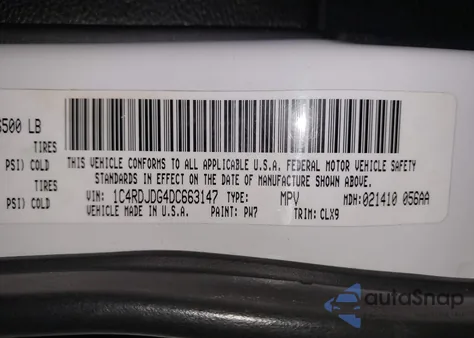 6500 LB
TIRES
PSI) COLD
TIRES
PSI) COLD
THIS VEHICLE CONFORMS TO ALL APPLICABLE U.S.A. FEDERAL MOTOR VEHICLE SAFETY
STANDARDS IN EFFECT ON THE DATE OF MANUFACTURE SHOWN ABOVE.
VIN: 1C4RDJDG4DC663147 TYPE: MPV MDH: 021410 056AA
VEHICLE MADE IN U.S.A. PAINT: PW7 TRIM: CLX9
autoSnap